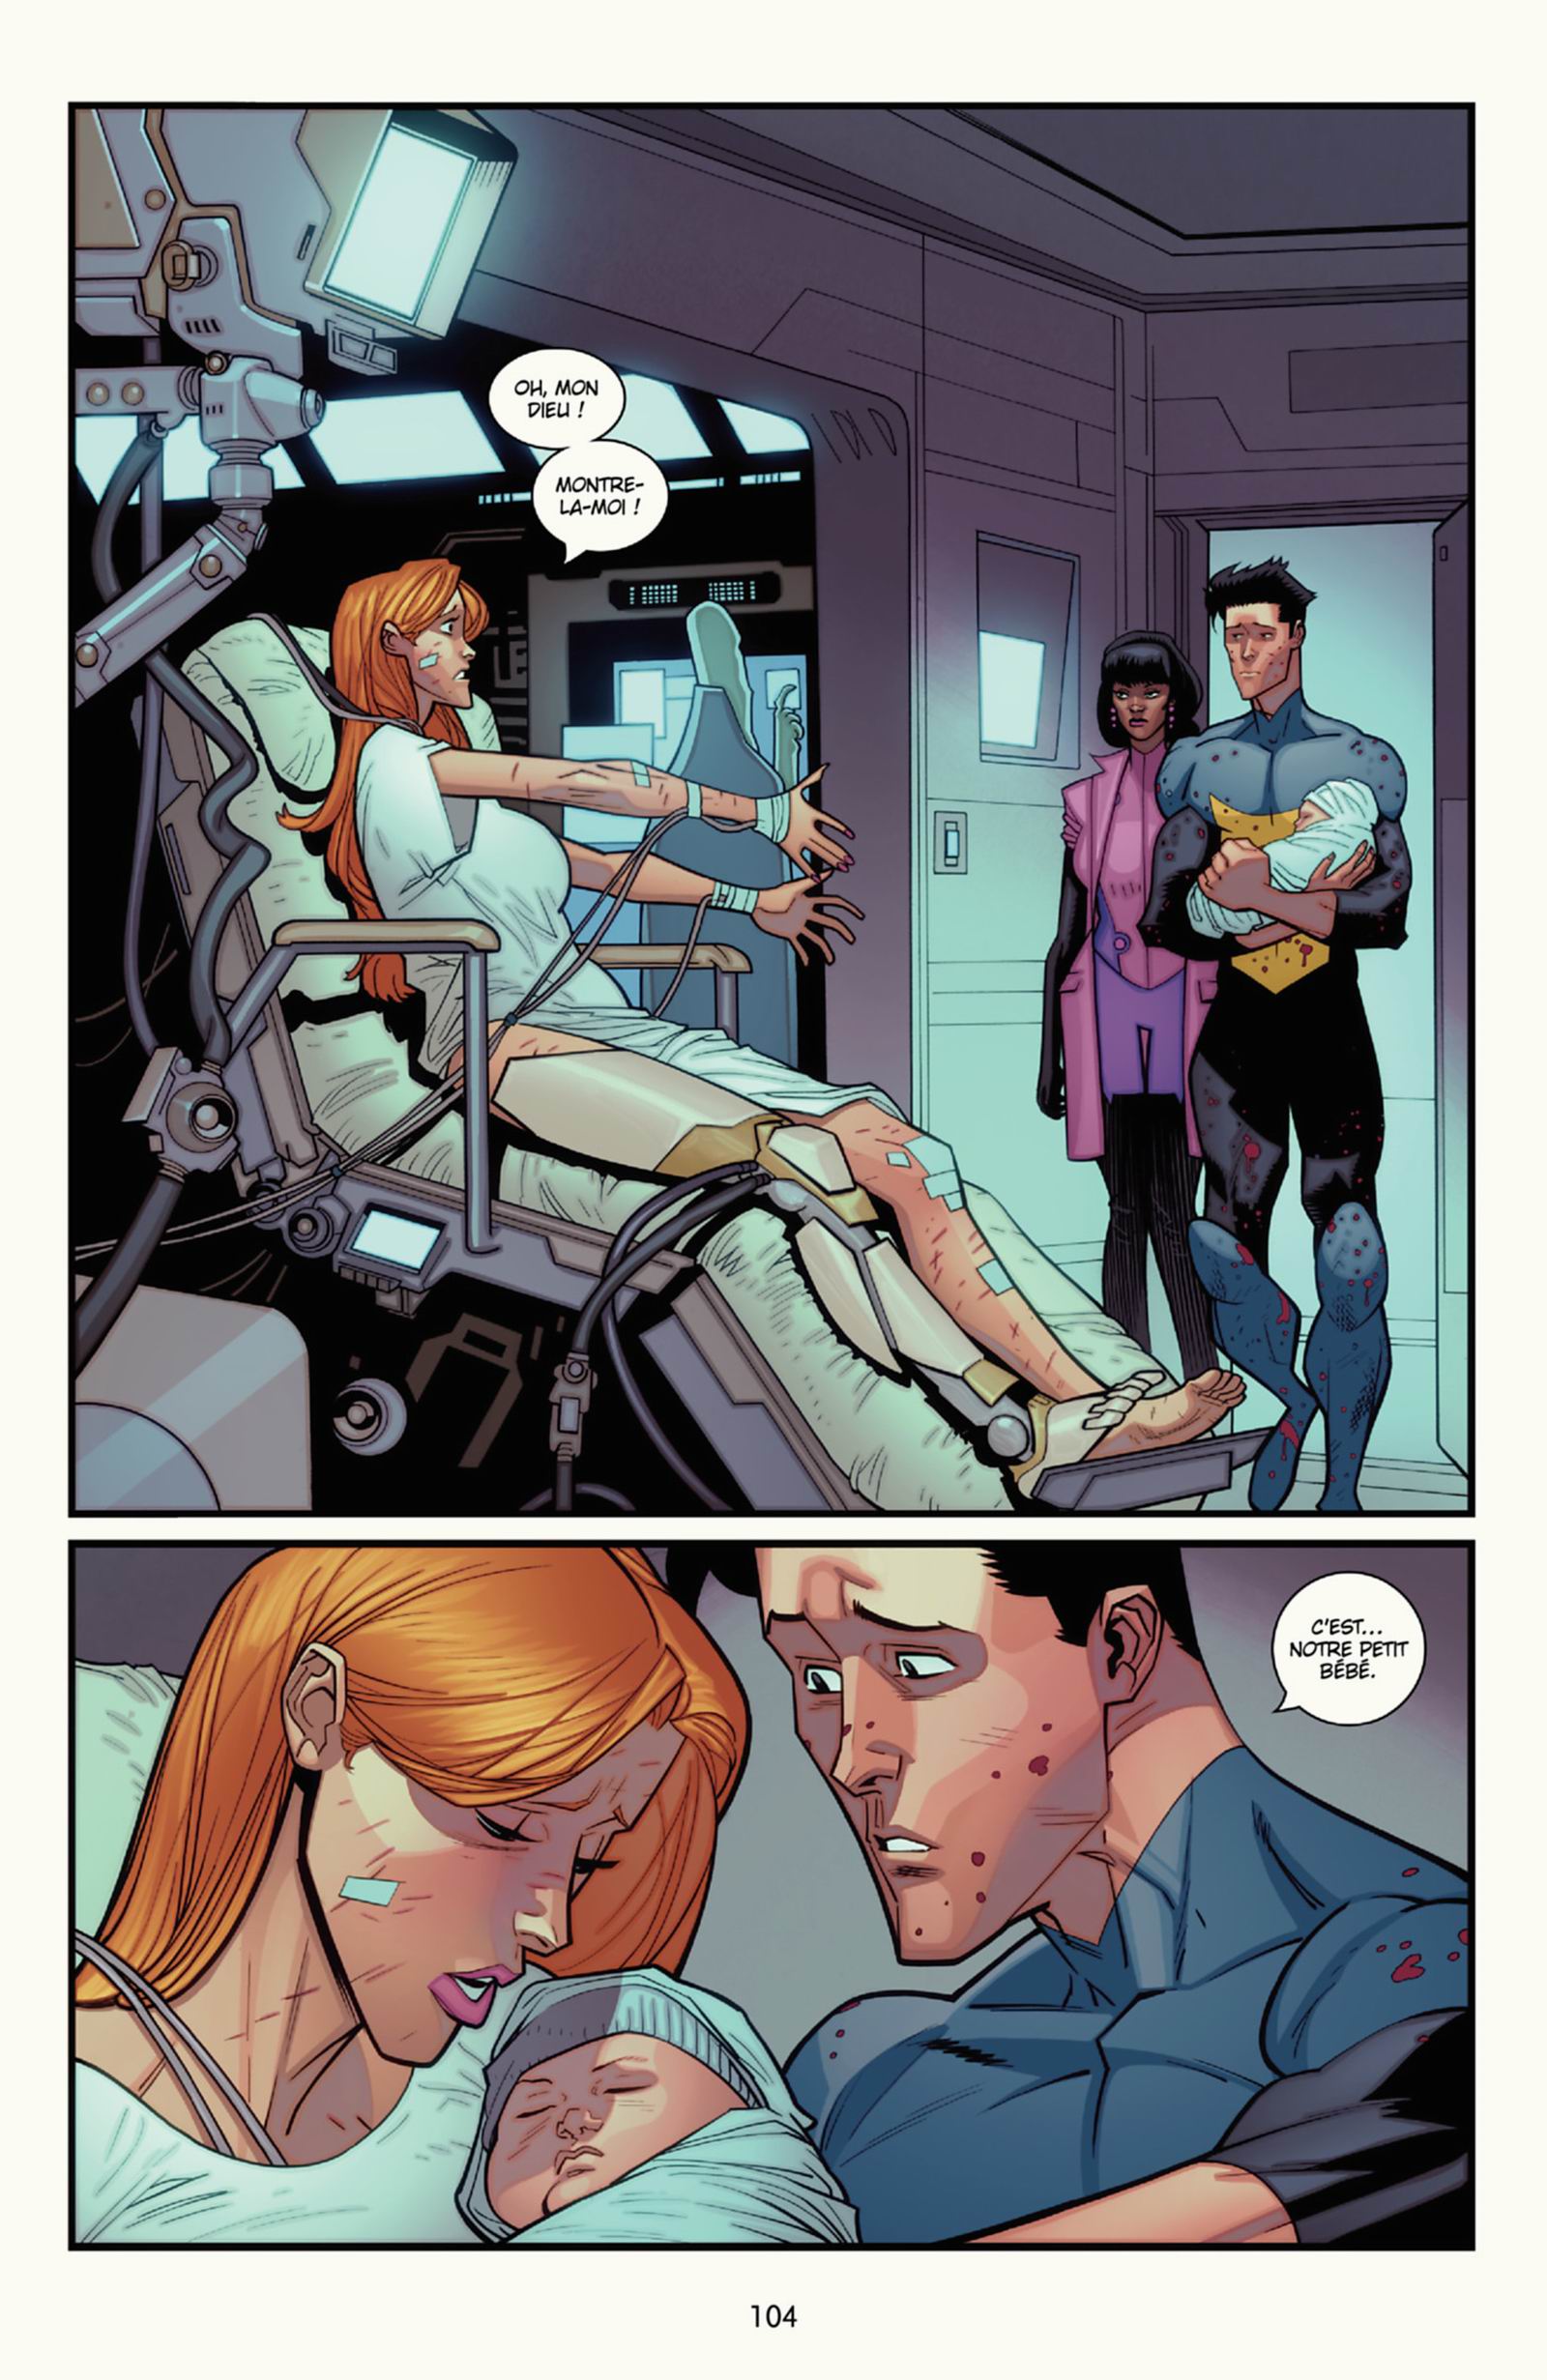 OH, MON
DIEU !
MONTRE-
LA-MOI !
C'EST...
NOTRE PETIT
BÉBÉ.
104